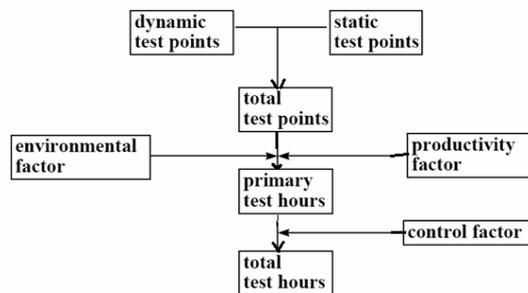 dynamic
test points
static
test points
total
test points
environmental
factor
productivity
factor
primary
test hours
control factor
total
test hours